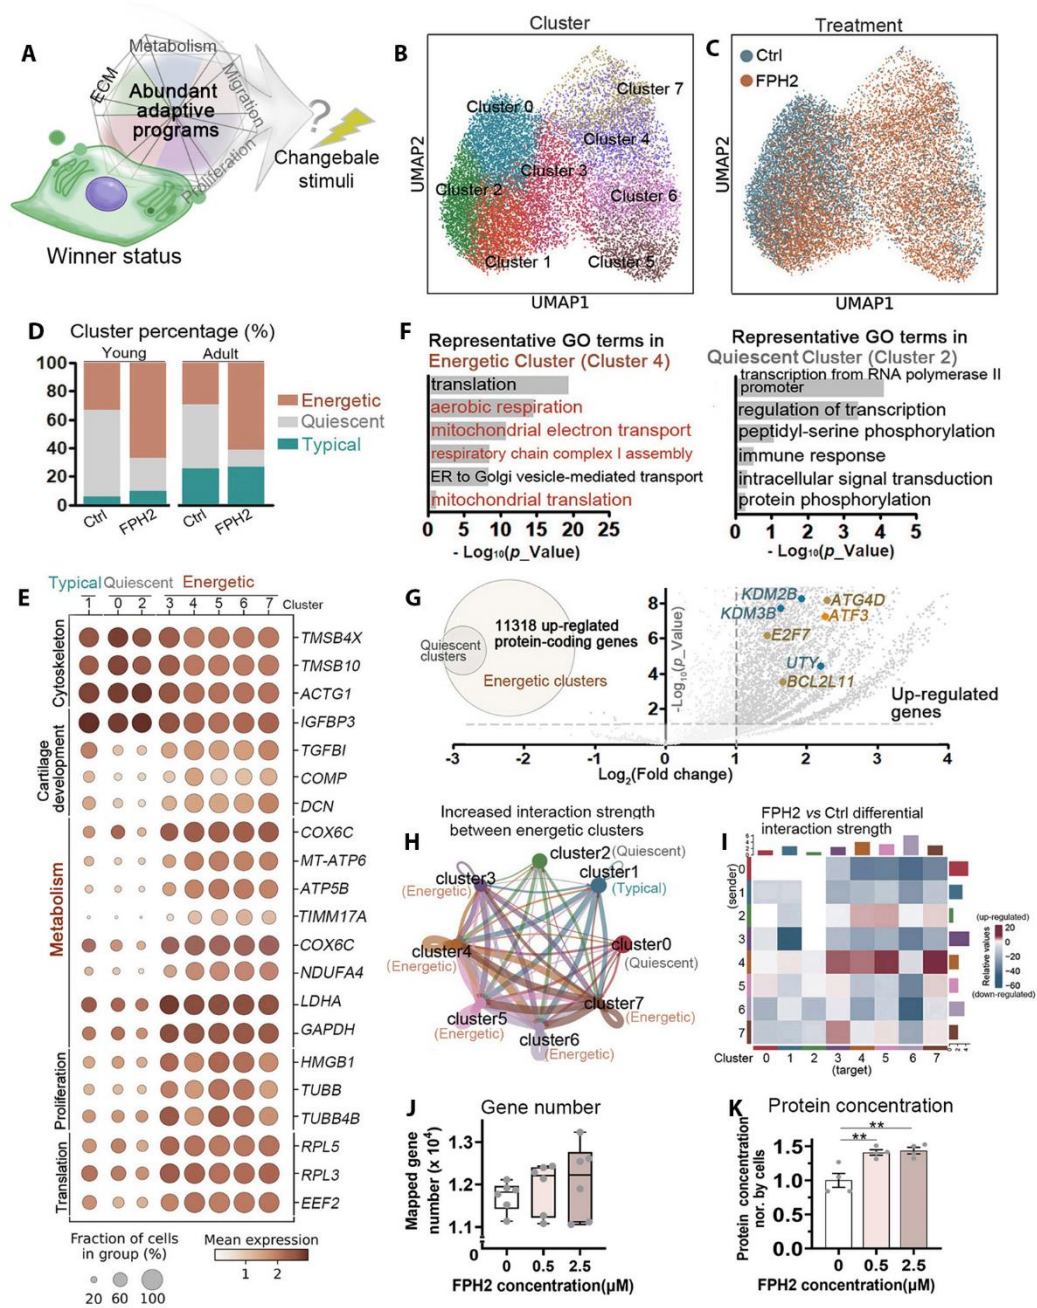 A
Metabolism
ECM
Migration
Abundant
adaptive
programs
Proliferation
?
Changebale
stimuli
Winner status
B
Cluster
Cluster 0
Cluster 7
Cluster 4
Cluster 3
Cluster 2
Cluster 6
Cluster 1
Cluster 5
UMAP2
UMAP1
C
Treatment
Ctrl
FPH2
UMAP2
UMAP1
D
Cluster percentage (%)
Young Adult
100
80
60
40
20
0
Energetic
Quiescent
Typical
Ctrl FPH2 Ctrl FPH2
F
Representative GO terms in
Energetic Cluster (Cluster 4)
translation
aerobic respiration
mitochondrial electron transport
respiratory chain complex I assembly
ER to Golgi vesicle-mediated transport
mitochondrial translation
0 5 10 15 20 25
- Log₁₀(p_Value)
Representative GO terms in
Quiescent Cluster (Cluster 2)
transcription from RNA polymerase II
promoter
regulation of transcription
peptidyl-serine phosphorylation
immune response
intracellular signal transduction
protein phosphorylation
0 1 2 3 4 5
- Log₁₀(p_Value)
E
Typical Quiescent Energetic
1 0 2 3 4 5 6 7 Cluster
Cytoskeleton
TMSB4X
TMSB10
ACTG1
Cartilage
development
IGFBP3
TGFBI
COMP
DCN
Metabolism
COX6C
MT-ATP6
ATP5B
TIMM17A
COX6C
NDUFA4
LDHA
GAPDH
Proliferation
HMGB1
TUBB
TUBB4B
Translation
RPL5
RPL3
EEF2
Fraction of cells
in group (%)
20 60 100
Mean expression
1 2
G
Quiescent
clusters
11318 up-reglated
protein-coding genes
Energetic clusters
8
6
4
2
-Log₁₀(p_Value)
KDM2B
KDM3B
ATG4D
ATF3
E2F7
UTY
BCL2L11
Up-regulated
genes
-3 -2 -1 0 1 2 3 4
Log₂(Fold change)
H
Increased interaction strength
between energetic clusters
cluster2 (Quiescent)
cluster1
(Typical)
cluster3
(Energetic)
cluster4
(Energetic)
cluster0
(Quiescent)
cluster5
(Energetic)
cluster7
(Energetic)
cluster6
(Energetic)
I
FPH2 vs Ctrl differential
interaction strength
6
4
2
0
(sender)
0
1
2
3
4
5
6
7
Cluster 0 1 2 3 4 5 6 7
(target)
0 2 4
(up-regulated)
Relative values
20
0
−20
−40
−60
(down-regulated)
J
Gene number
Mapped gene
number (x 10⁴)
1.3
1.2
1.1
0
0 0.5 2.5
FPH2 concentration(μM)
K
Protein concentration
**
**
Protein concentration
nor. by cells
1.5
1.0
0.5
0.0
0 0.5 2.5
FPH2 concentration(μM)